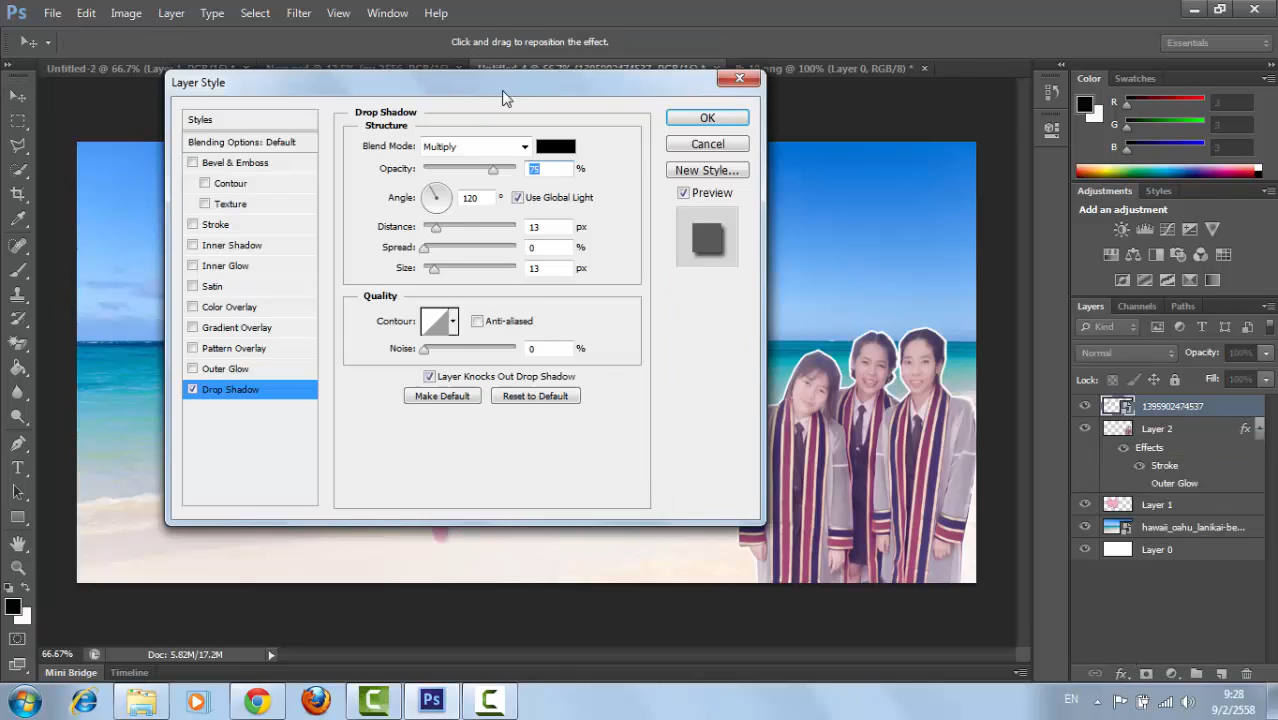 Ps File Edit Image Layer Type Select Filter View Window Help
Click and drag to reposition the effect.
Essentials
Untitled-2 @ 66.7% (Layer 1, RGB/16) *
Untitled-4 @ 66.7% (1395902474537, RGB/16) *
@ 100% (Layer 0, RGB/8) *
Layer Style
Styles
Blending Options: Default
Bevel & Emboss
Contour
Texture
Stroke
Inner Shadow
Inner Glow
Satin
Color Overlay
Gradient Overlay
Pattern Overlay
Outer Glow
Drop Shadow
Drop Shadow
Structure
Blend Mode: Multiply
Opacity: 75 %
Angle: 120 ° Use Global Light
Distance: 13 px
Spread: 0 %
Size: 13 px
Quality
Contour: Anti-aliased
Noise: 0 %
Layer Knocks Out Drop Shadow
Make Default Reset to Default
OK
Cancel
New Style...
Preview
Color Swatches
R 3
G 3
B 3
Adjustments Styles
Add an adjustment
Layers Channels Paths
Kind
Normal Opacity: 100%
Lock: Fill: 100%
1395902474537
Layer 2 fx
Effects
Stroke
Outer Glow
Layer 1
hawaii_oahu_lanikai-be...
Layer 0
66.67% Doc: 5.82M/17.2M
Mini Bridge Timeline
EN
9:28
9/2/2558